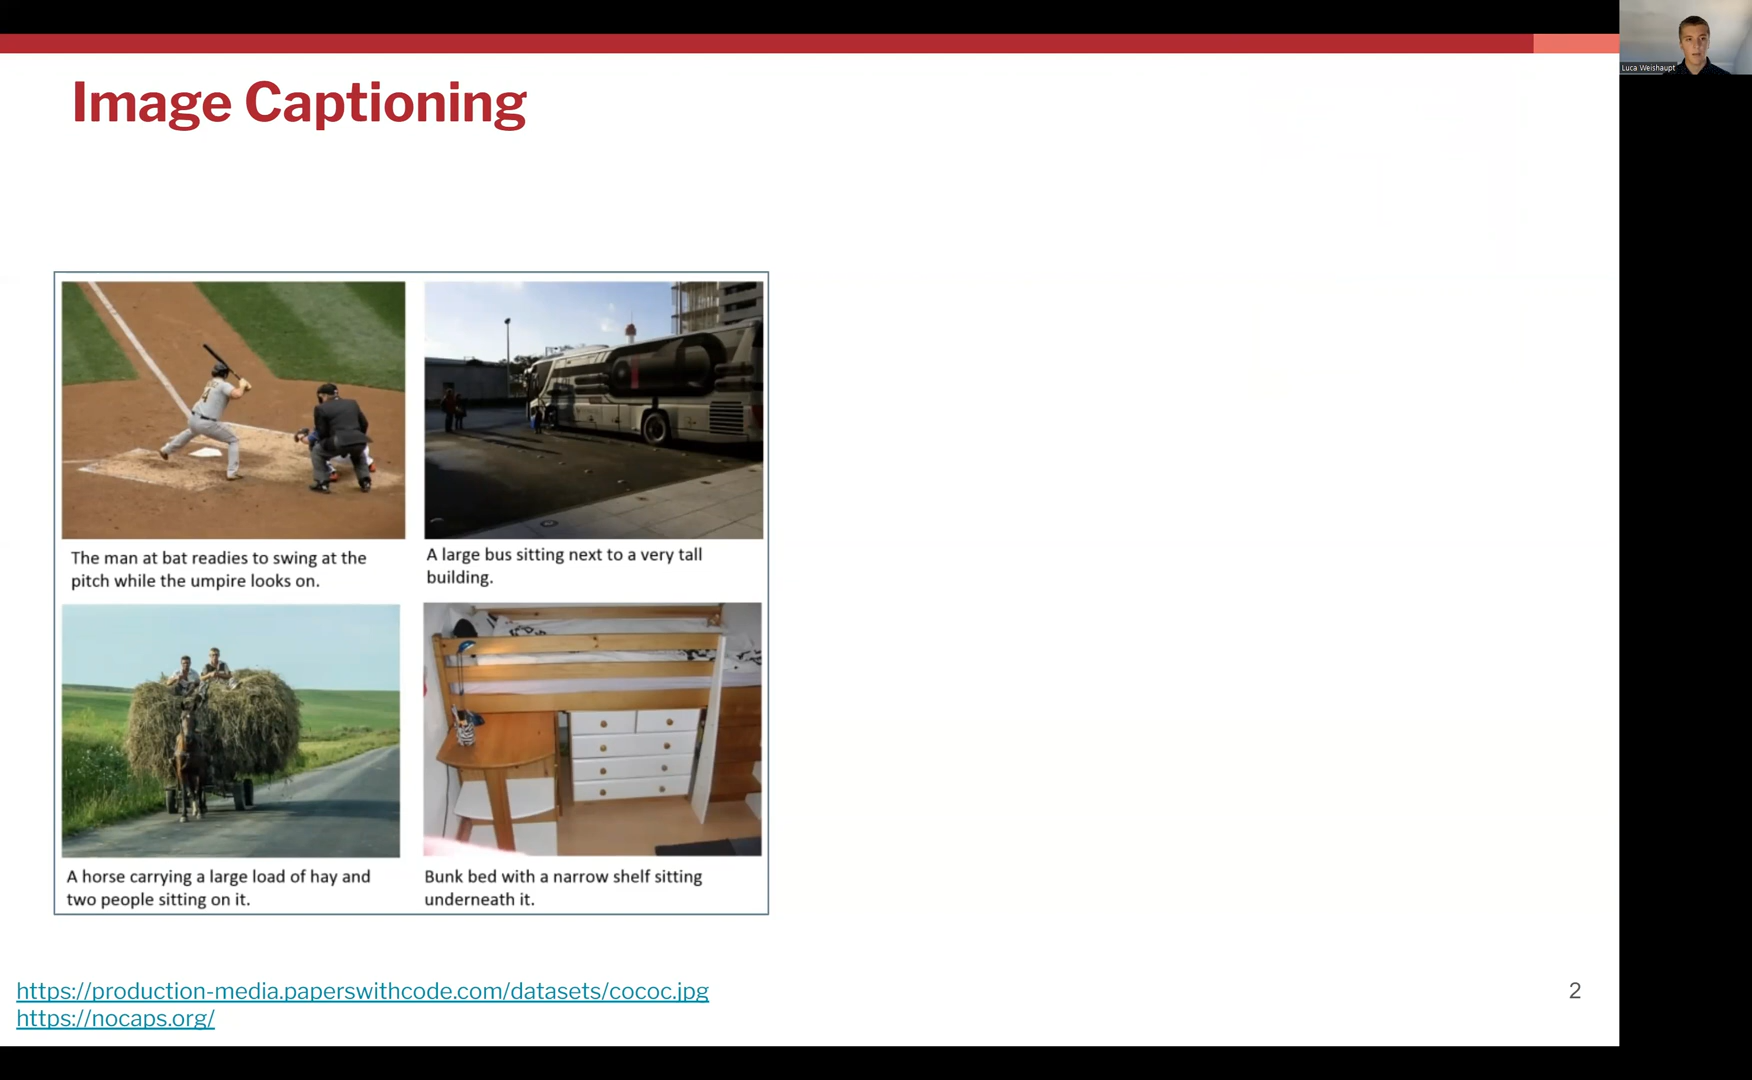 Luca Weishaupt
Image Captioning
The man at bat readies to swing at the
pitch while the umpire looks on.
A large bus sitting next to a very tall
building.
A horse carrying a large load of hay and
two people sitting on it.
Bunk bed with a narrow shelf sitting
underneath it.
https://production-media.paperswithcode.com/datasets/cococ.jpg
https://nocaps.org/
2